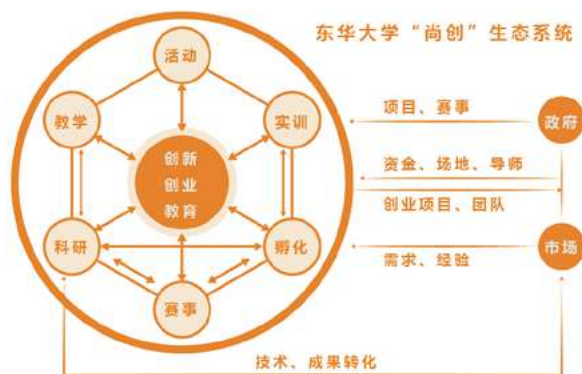 东华大学“尚创”生态系统
活动
教学
实训
创新
创业
教育
科研
孵化
赛事
项目、赛事
政府
资金、场地、导师
创业项目、团队
市场
需求、经验
技术、成果转化